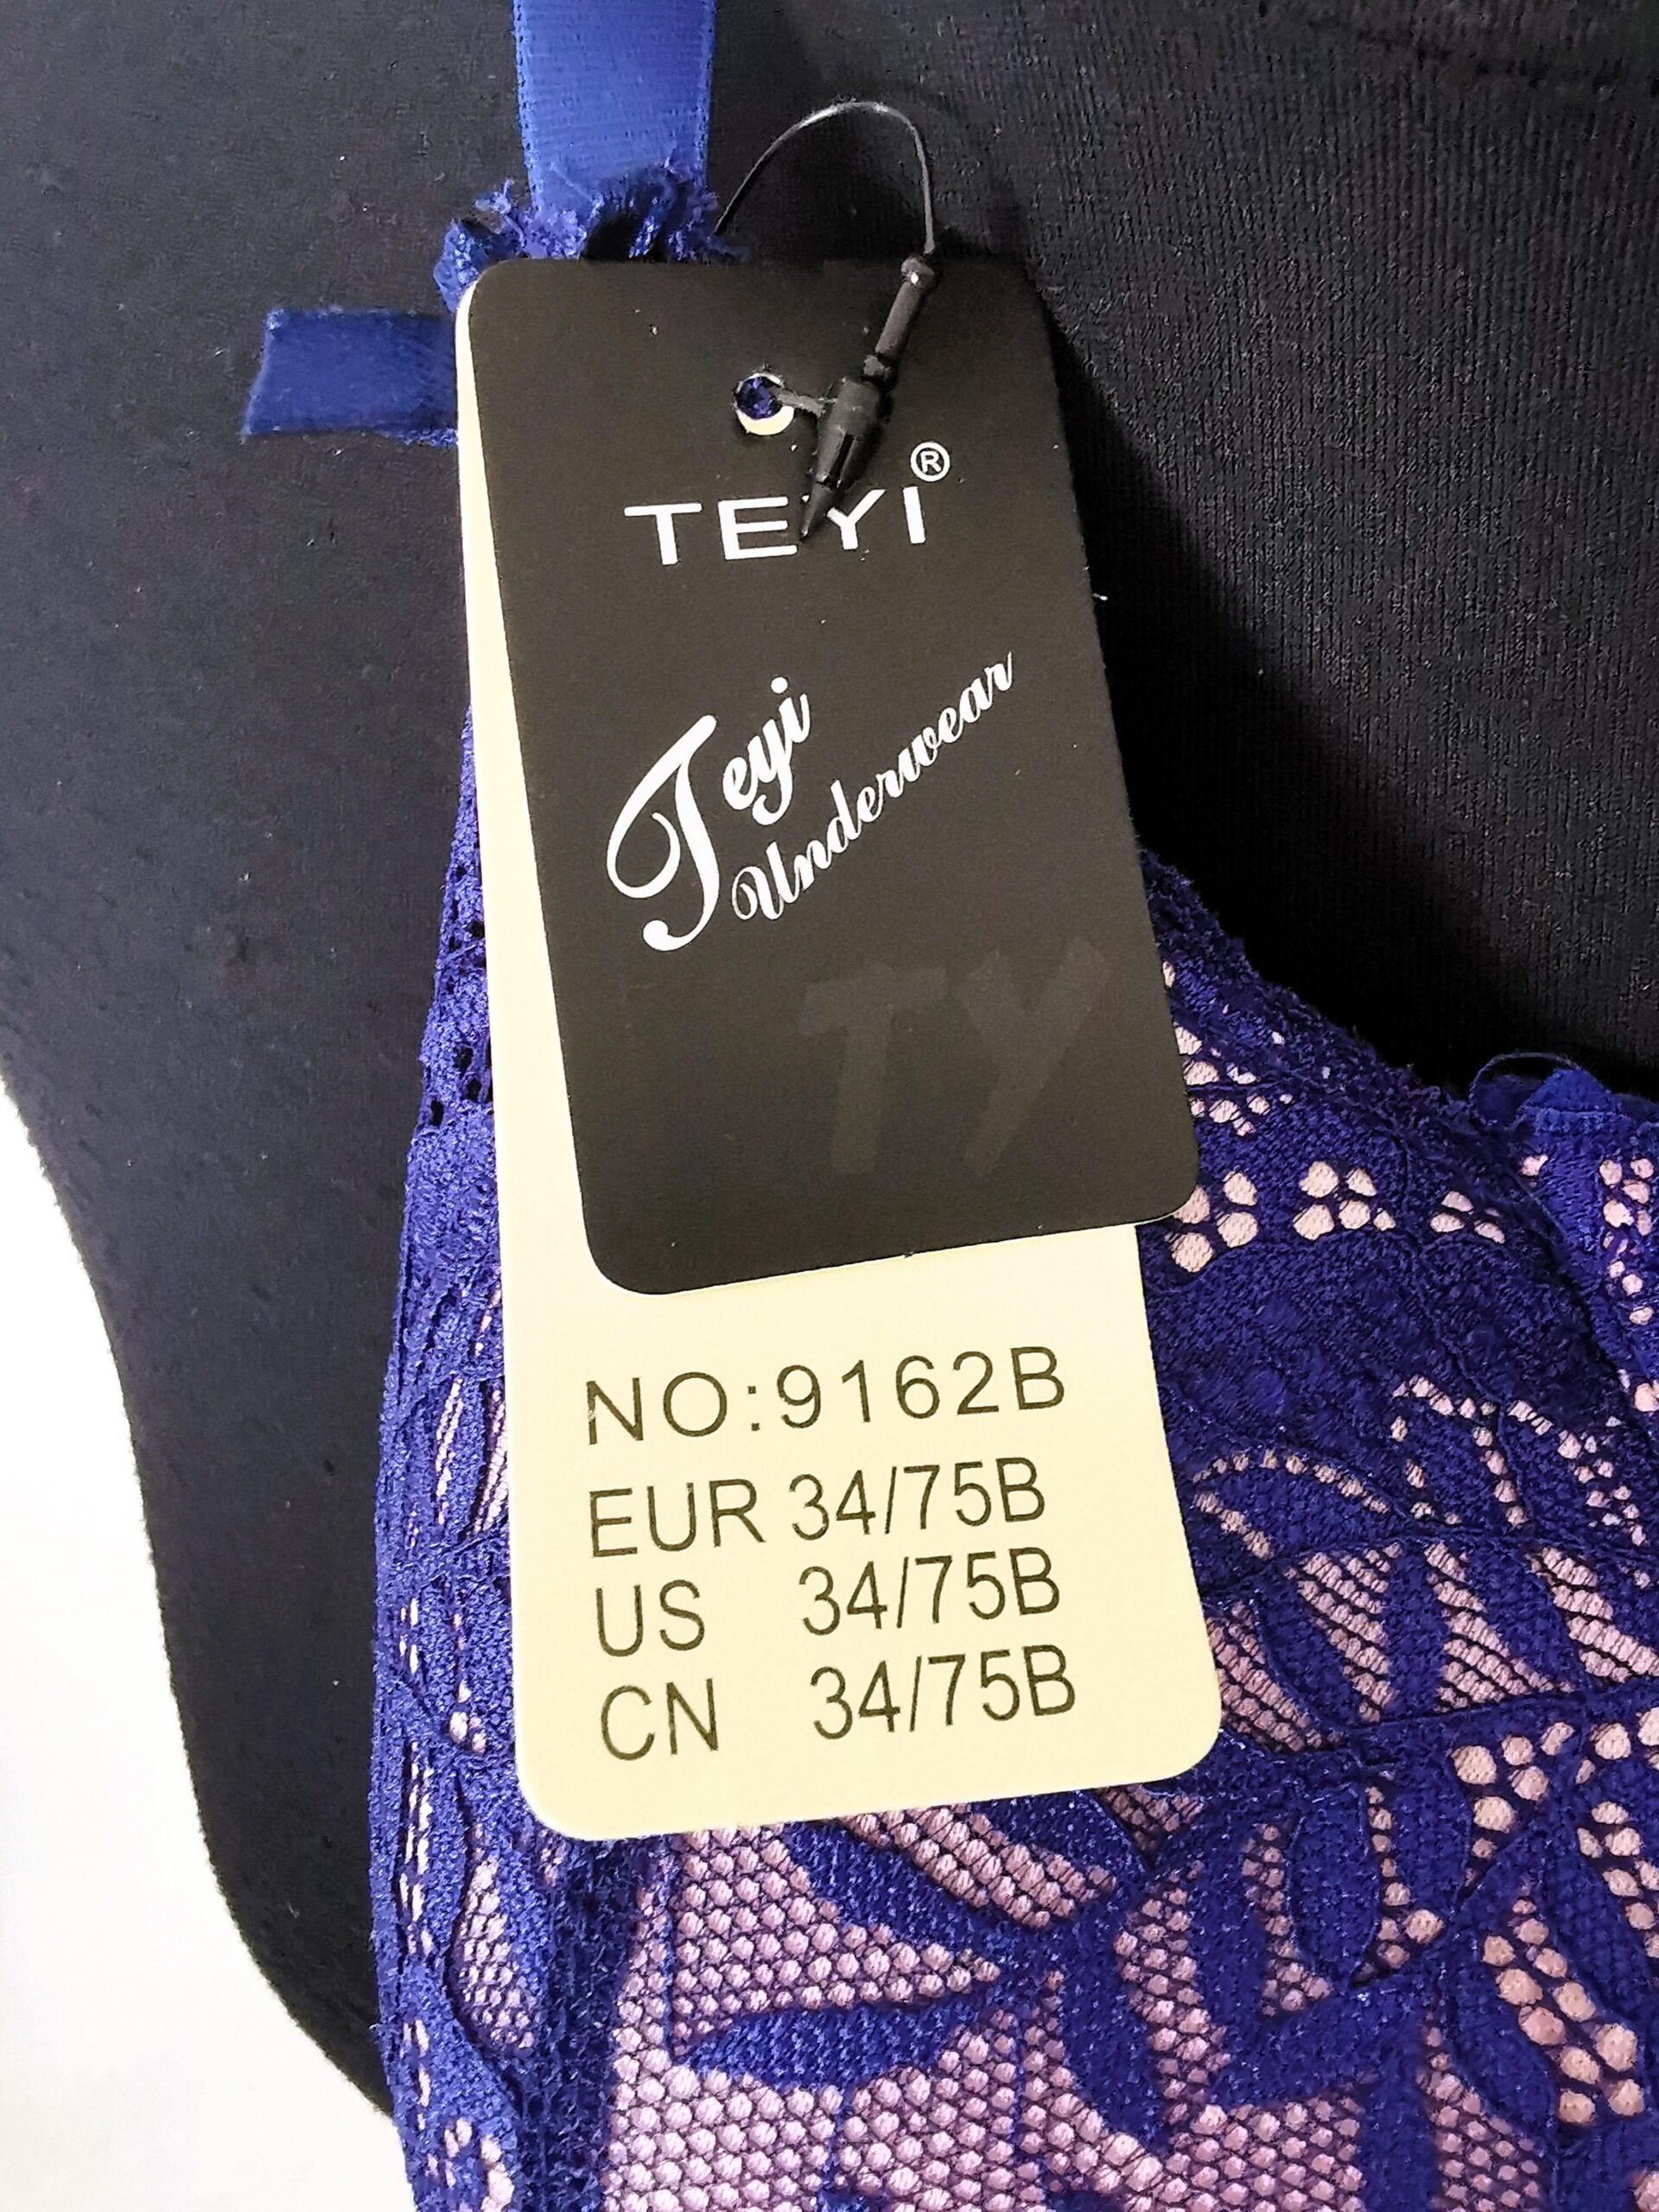 TEYI®
Teyi
Underwear
TY
NO:9162B
EUR 34/75B
US 34/75B
CN 34/75B